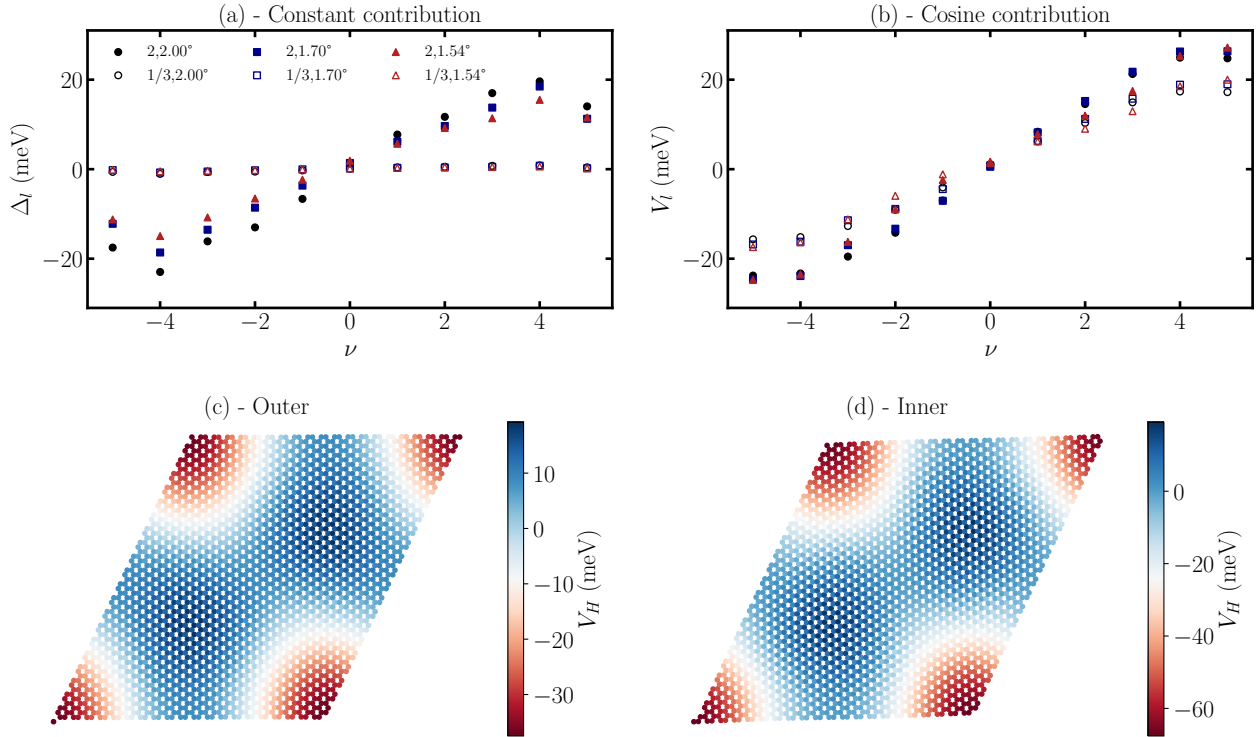 (a) - Constant contribution
2,2.00° 2,1.70° 2,1.54°
1/3,2.00° 1/3,1.70° 1/3,1.54°
20
0
−20
Δ_l (meV)
−4 −2 0 2 4
ν
(b) - Cosine contribution
20
0
−20
V_l (meV)
−4 −2 0 2 4
ν
(c) - Outer
10
0
−10
−20
−30
V_H (meV)
(d) - Inner
0
−20
−40
−60
V_H (meV)